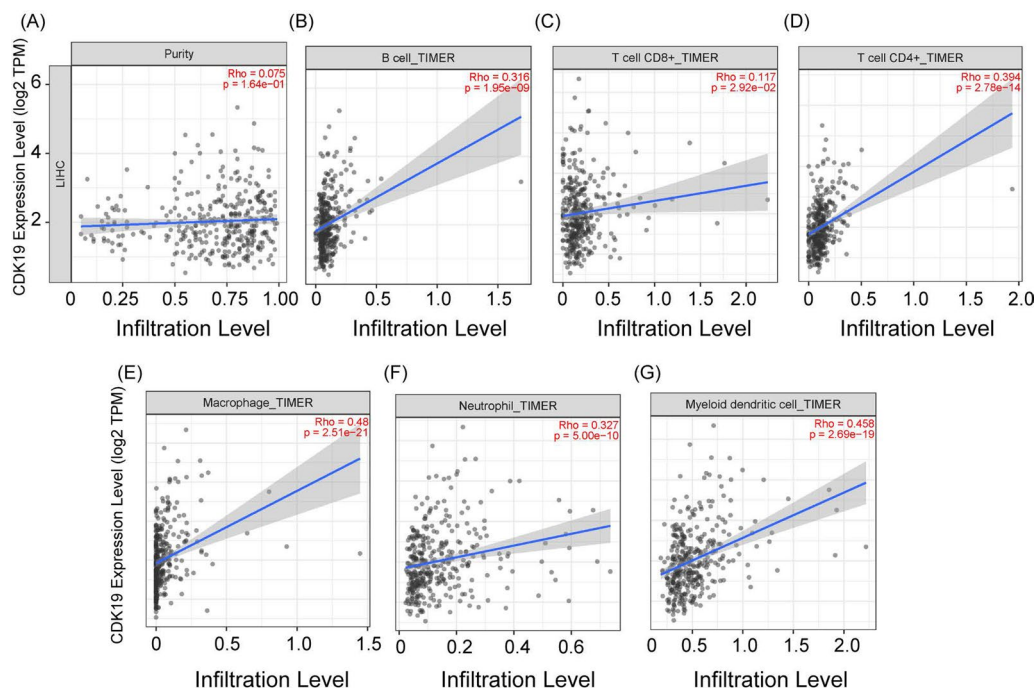 (A)
Purity
LIHC
CDK19 Expression Level (log2 TPM)
6
4
2
Rho = 0.075
p = 1.64e−01
0 0.25 0.50 0.75 1.00
Infiltration Level
(B)
B cell_TIMER
Rho = 0.316
p = 1.95e−09
0 0.5 1.0 1.5
Infiltration Level
(C)
T cell CD8+_TIMER
Rho = 0.117
p = 2.92e−02
0 0.5 1.0 1.5 2.0
Infiltration Level
(D)
T cell CD4+_TIMER
Rho = 0.394
p = 2.78e−14
0 0.5 1.0 1.5 2.0
Infiltration Level
(E)
Macrophage_TIMER
CDK19 Expression Level (log2 TPM)
Rho = 0.48
p = 2.51e−21
0 0.5 1.0 1.5
Infiltration Level
(F)
Neutrophil_TIMER
Rho = 0.327
p = 5.00e−10
0 0.2 0.4 0.6
Infiltration Level
(G)
Myeloid dendritic cell_TIMER
Rho = 0.458
p = 2.69e−19
0 0.5 1.0 1.5 2.0
Infiltration Level